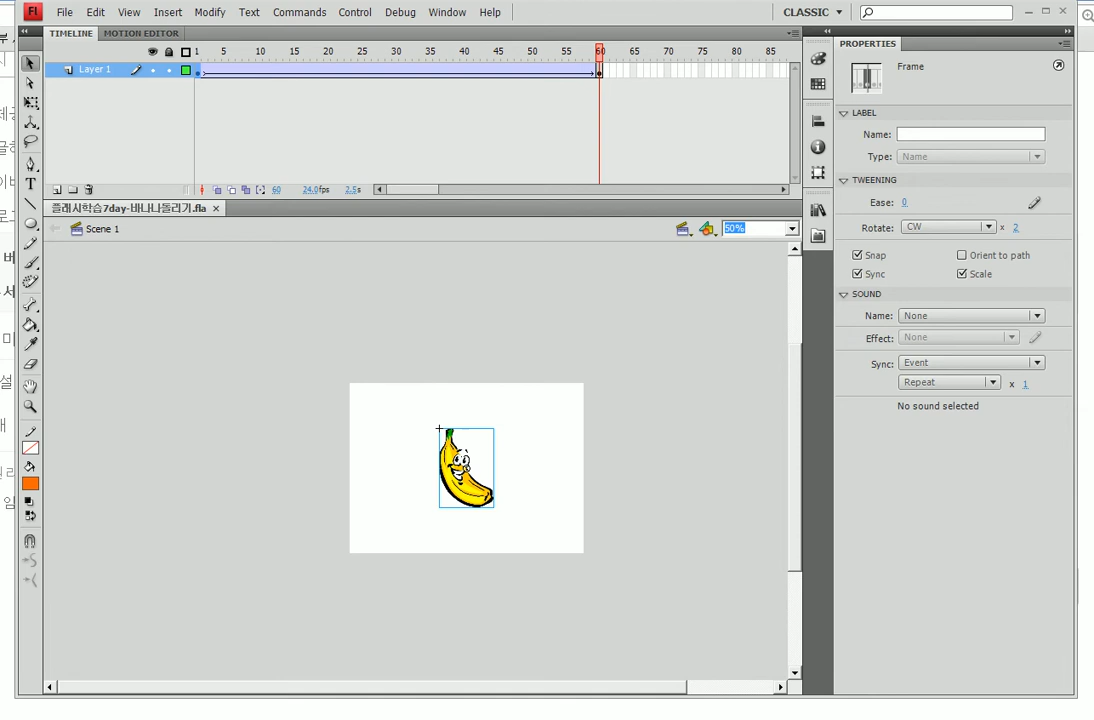 Fl File Edit View Insert Modify Text Commands Control Debug Window Help CLASSIC
TIMELINE MOTION EDITOR
1 5 10 15 20 25 30 35 40 45 50 55 60 65 70 75 80 85
Layer 1
60 24.0fps 2.5s
플래시학습7day-바나나돌리기.fla
Scene 1
50%
PROPERTIES
Frame
LABEL
Name:
Type: Name
TWEENING
Ease: 0
Rotate: CW x 2
Snap Orient to path
Sync Scale
SOUND
Name: None
Effect: None
Sync: Event
Repeat x 1
No sound selected